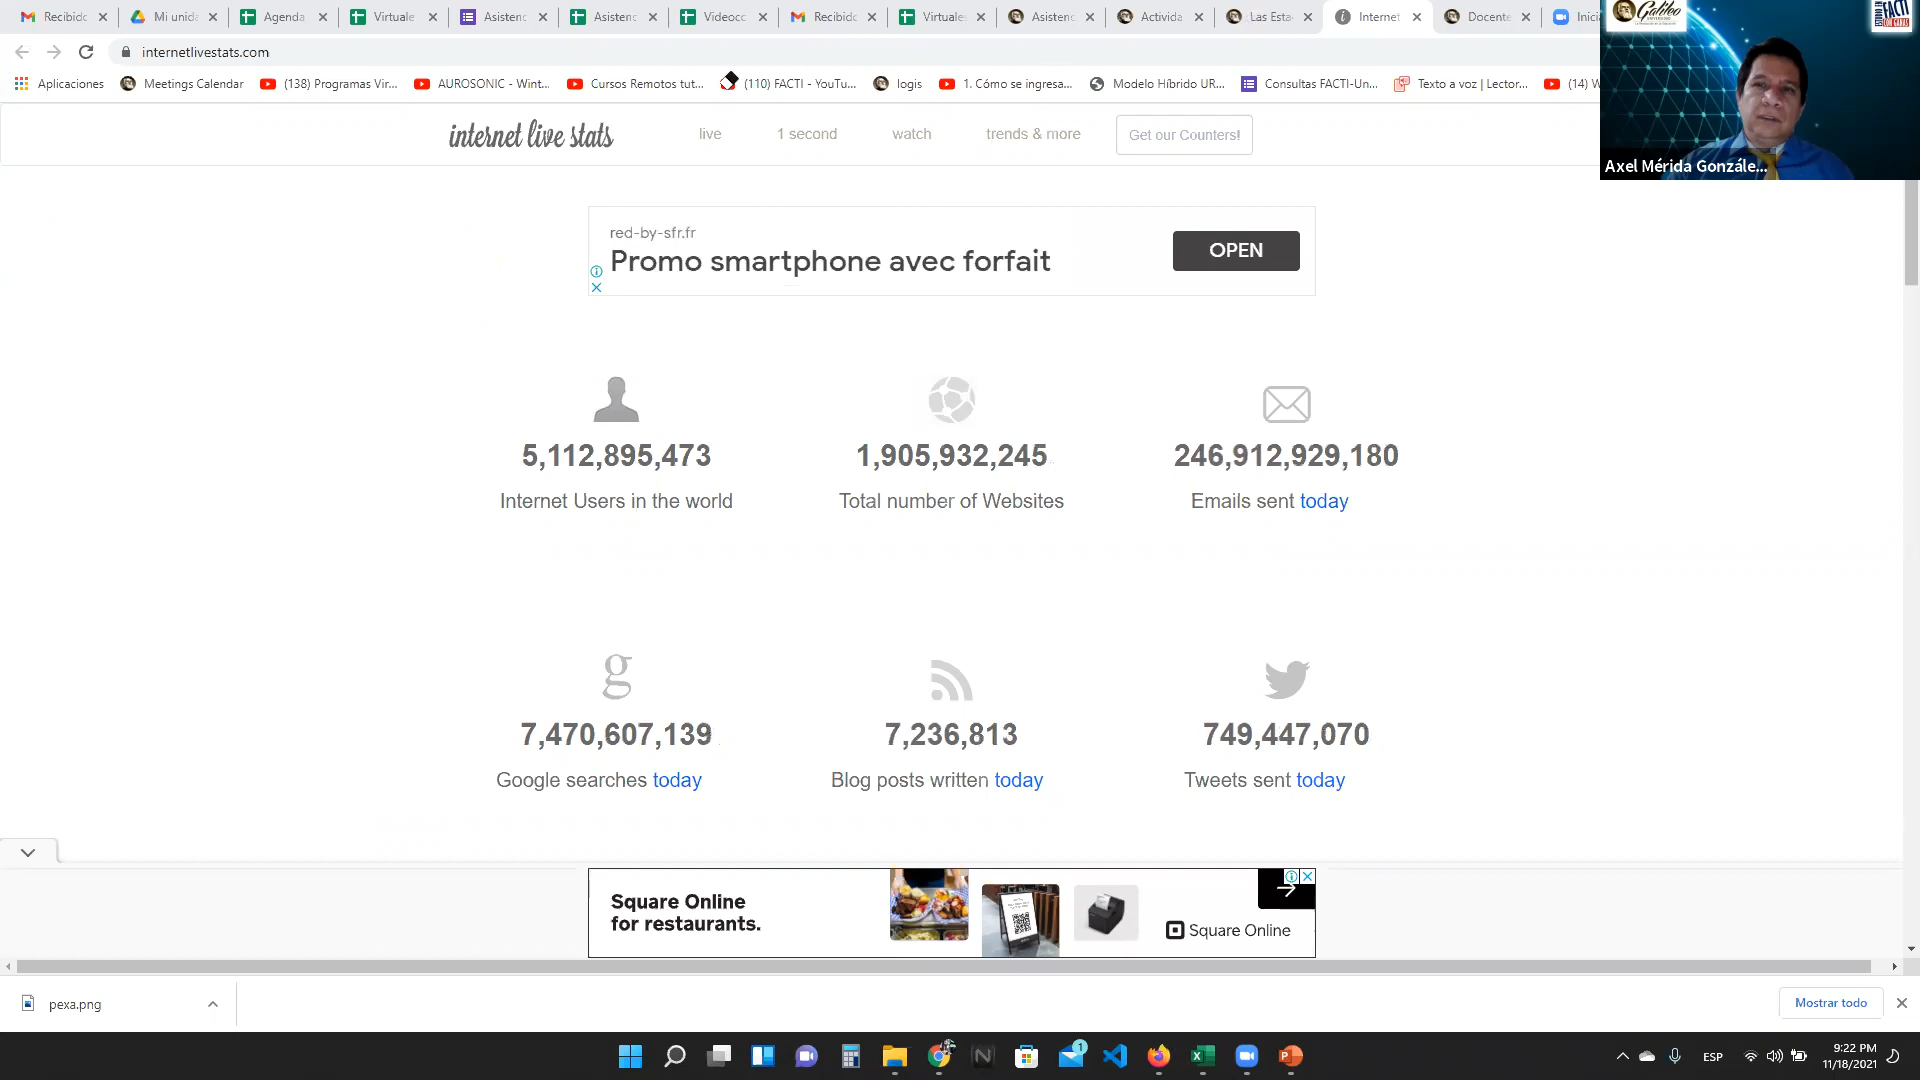 Recibido
Mi unida
Agenda
Virtuale
Asistenc
Asistenc
Videocc
Recibido
Virtuale
Asistenc
Activida
Las Esta
Internet
Docente
Inicia
internetlivestats.com
Aplicaciones
Meetings Calendar
(138) Programas Vir...
AUROSONIC - Wint...
Cursos Remotos tut...
(110) FACTI - YouTu...
logis
1. Cómo se ingresa...
Modelo Híbrido UR...
Consultas FACTI-Un...
Texto a voz | Lector...
(14) W
Galileo
UNIVERSIDAD
FACTI
Axel Mérida Gonzále...
internet live stats
live
1 second
watch
trends & more
Get our Counters!
red-by-sfr.fr
Promo smartphone avec forfait
OPEN
5,112,895,473
Internet Users in the world
1,905,932,245
Total number of Websites
246,912,929,180
Emails sent today
g
7,470,607,139
Google searches today
7,236,813
Blog posts written today
749,447,070
Tweets sent today
Square Online
for restaurants.
Square Online
pexa.png
Mostrar todo
1
ESP
9:22 PM
11/18/2021